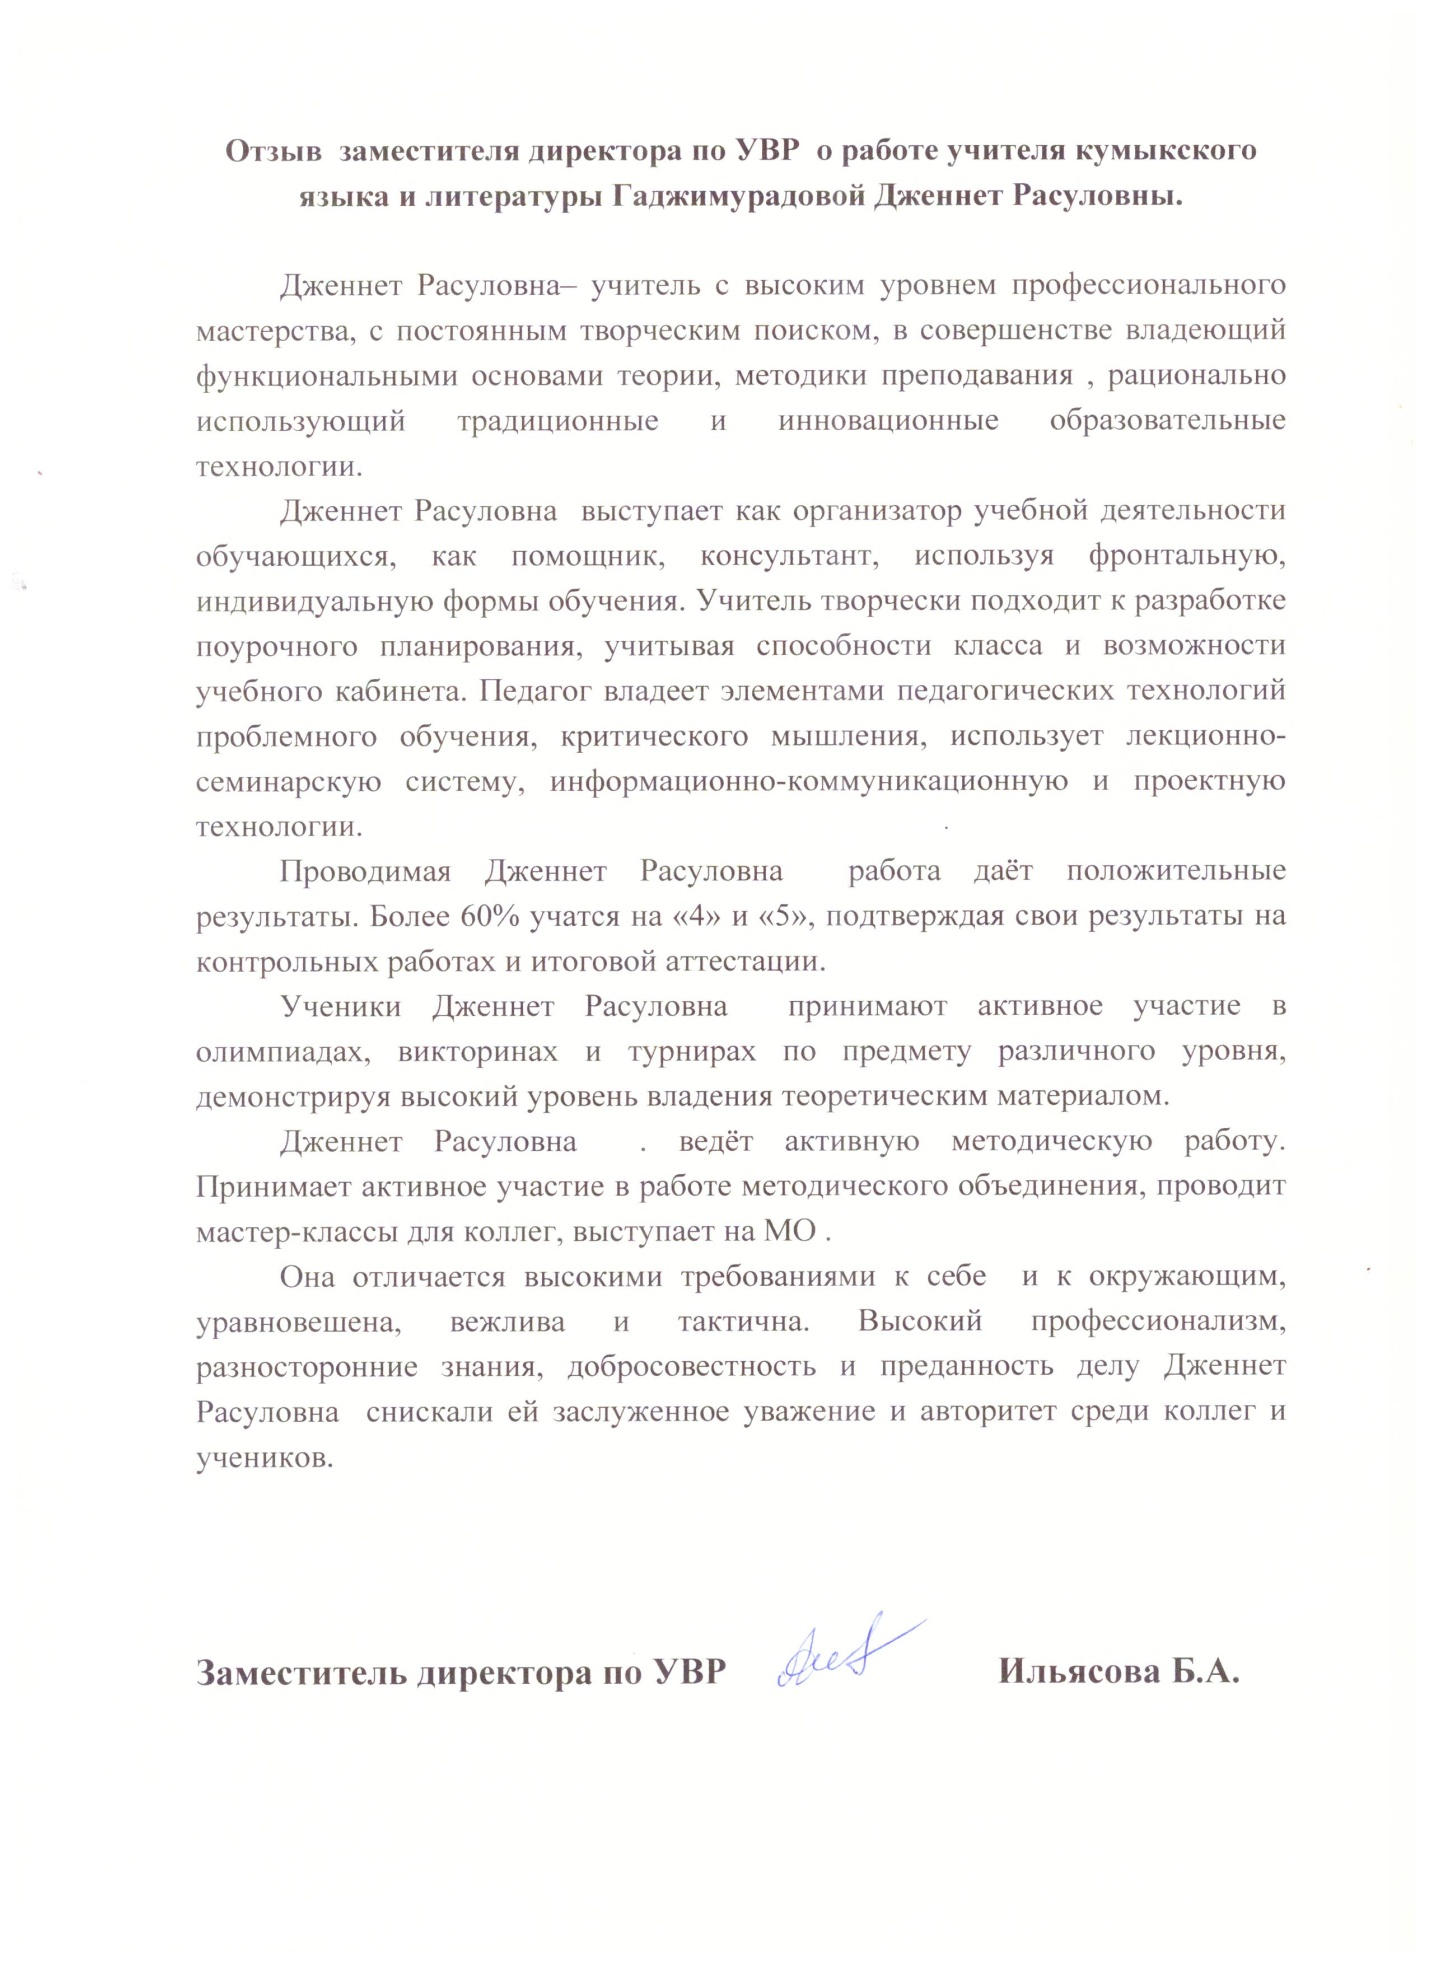 Отзыв заместителя директора по УВР о работе учителя кумыкского
языка и литературы Гаджимурадовой Дженнет Расуловны.
Дженнет Расуловна– учитель с высоким уровнем профессионального
мастерства, с постоянным творческим поиском, в совершенстве владеющий
функциональными основами теории, методики преподавания , рационально
использующий традиционные и инновационные образовательные
технологии.
Дженнет Расуловна выступает как организатор учебной деятельности
обучающихся, как помощник, консультант, используя фронтальную,
индивидуальную формы обучения. Учитель творчески подходит к разработке
поурочного планирования, учитывая способности класса и возможности
учебного кабинета. Педагог владеет элементами педагогических технологий
проблемного обучения, критического мышления, использует лекционно-
семинарскую систему, информационно-коммуникационную и проектную
технологии.
Проводимая Дженнет Расуловна работа даёт положительные
результаты. Более 60% учатся на «4» и «5», подтверждая свои результаты на
контрольных работах и итоговой аттестации.
Ученики Дженнет Расуловна принимают активное участие в
олимпиадах, викторинах и турнирах по предмету различного уровня,
демонстрируя высокий уровень владения теоретическим материалом.
Дженнет Расуловна . ведёт активную методическую работу.
Принимает активное участие в работе методического объединения, проводит
мастер-классы для коллег, выступает на МО .
Она отличается высокими требованиями к себе и к окружающим,
уравновешена, вежлива и тактична. Высокий профессионализм,
разносторонние знания, добросовестность и преданность делу Дженнет
Расуловна снискали ей заслуженное уважение и авторитет среди коллег и
учеников.
Заместитель директора по УВР Ильясова Б.А.